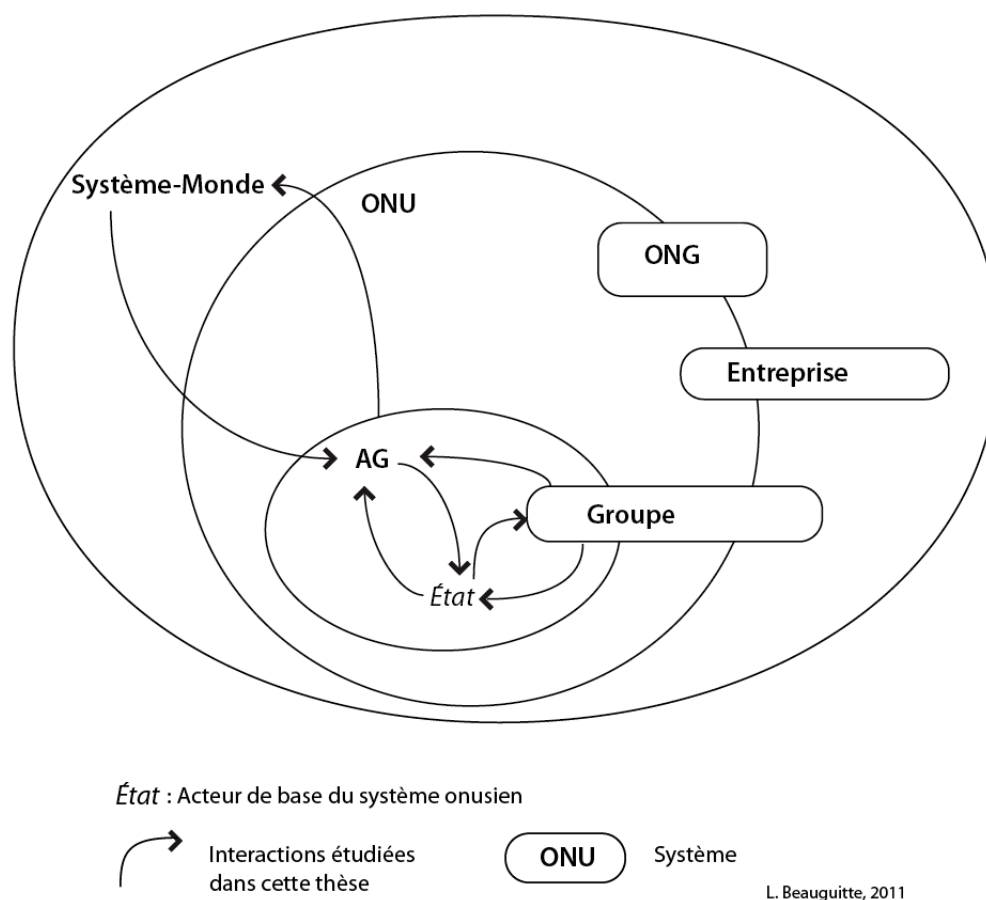 Système-Monde
ONU
ONG
Entreprise
AG
Groupe
État
État : Acteur de base du système onusien
Interactions étudiées
dans cette thèse
ONU
Système
L. Beauguitte, 2011